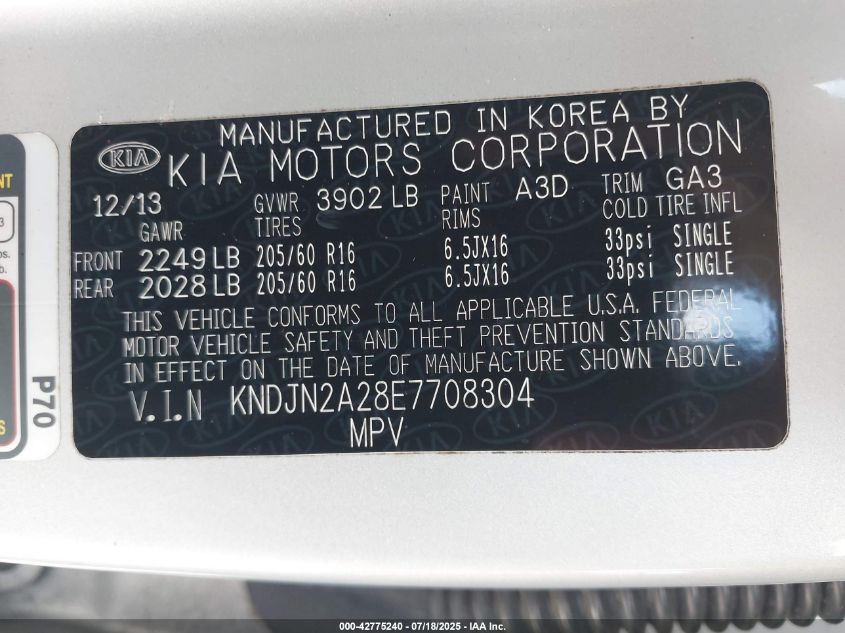 MANUFACTURED IN KOREA BY
KIA KIA MOTORS CORPORATION
12/13 GVWR 3902 LB PAINT A3D TRIM GA3
GAWR TIRES RIMS COLD TIRE INFL
FRONT 2249 LB 205/60 R16 6.5JX16 33psi SINGLE
REAR 2028 LB 205/60 R16 6.5JX16 33psi SINGLE
THIS VEHICLE CONFORMS TO ALL APPLICABLE U.S.A. FEDERAL
MOTOR VEHICLE SAFETY AND THEFT PREVENTION STANDARDS
IN EFFECT ON THE DATE OF MANUFACTURE SHOWN ABOVE.
V.I.N KNDJN2A28E7708304
MPV
P70
000-42775240 - 07/18/2025 - IAA Inc.